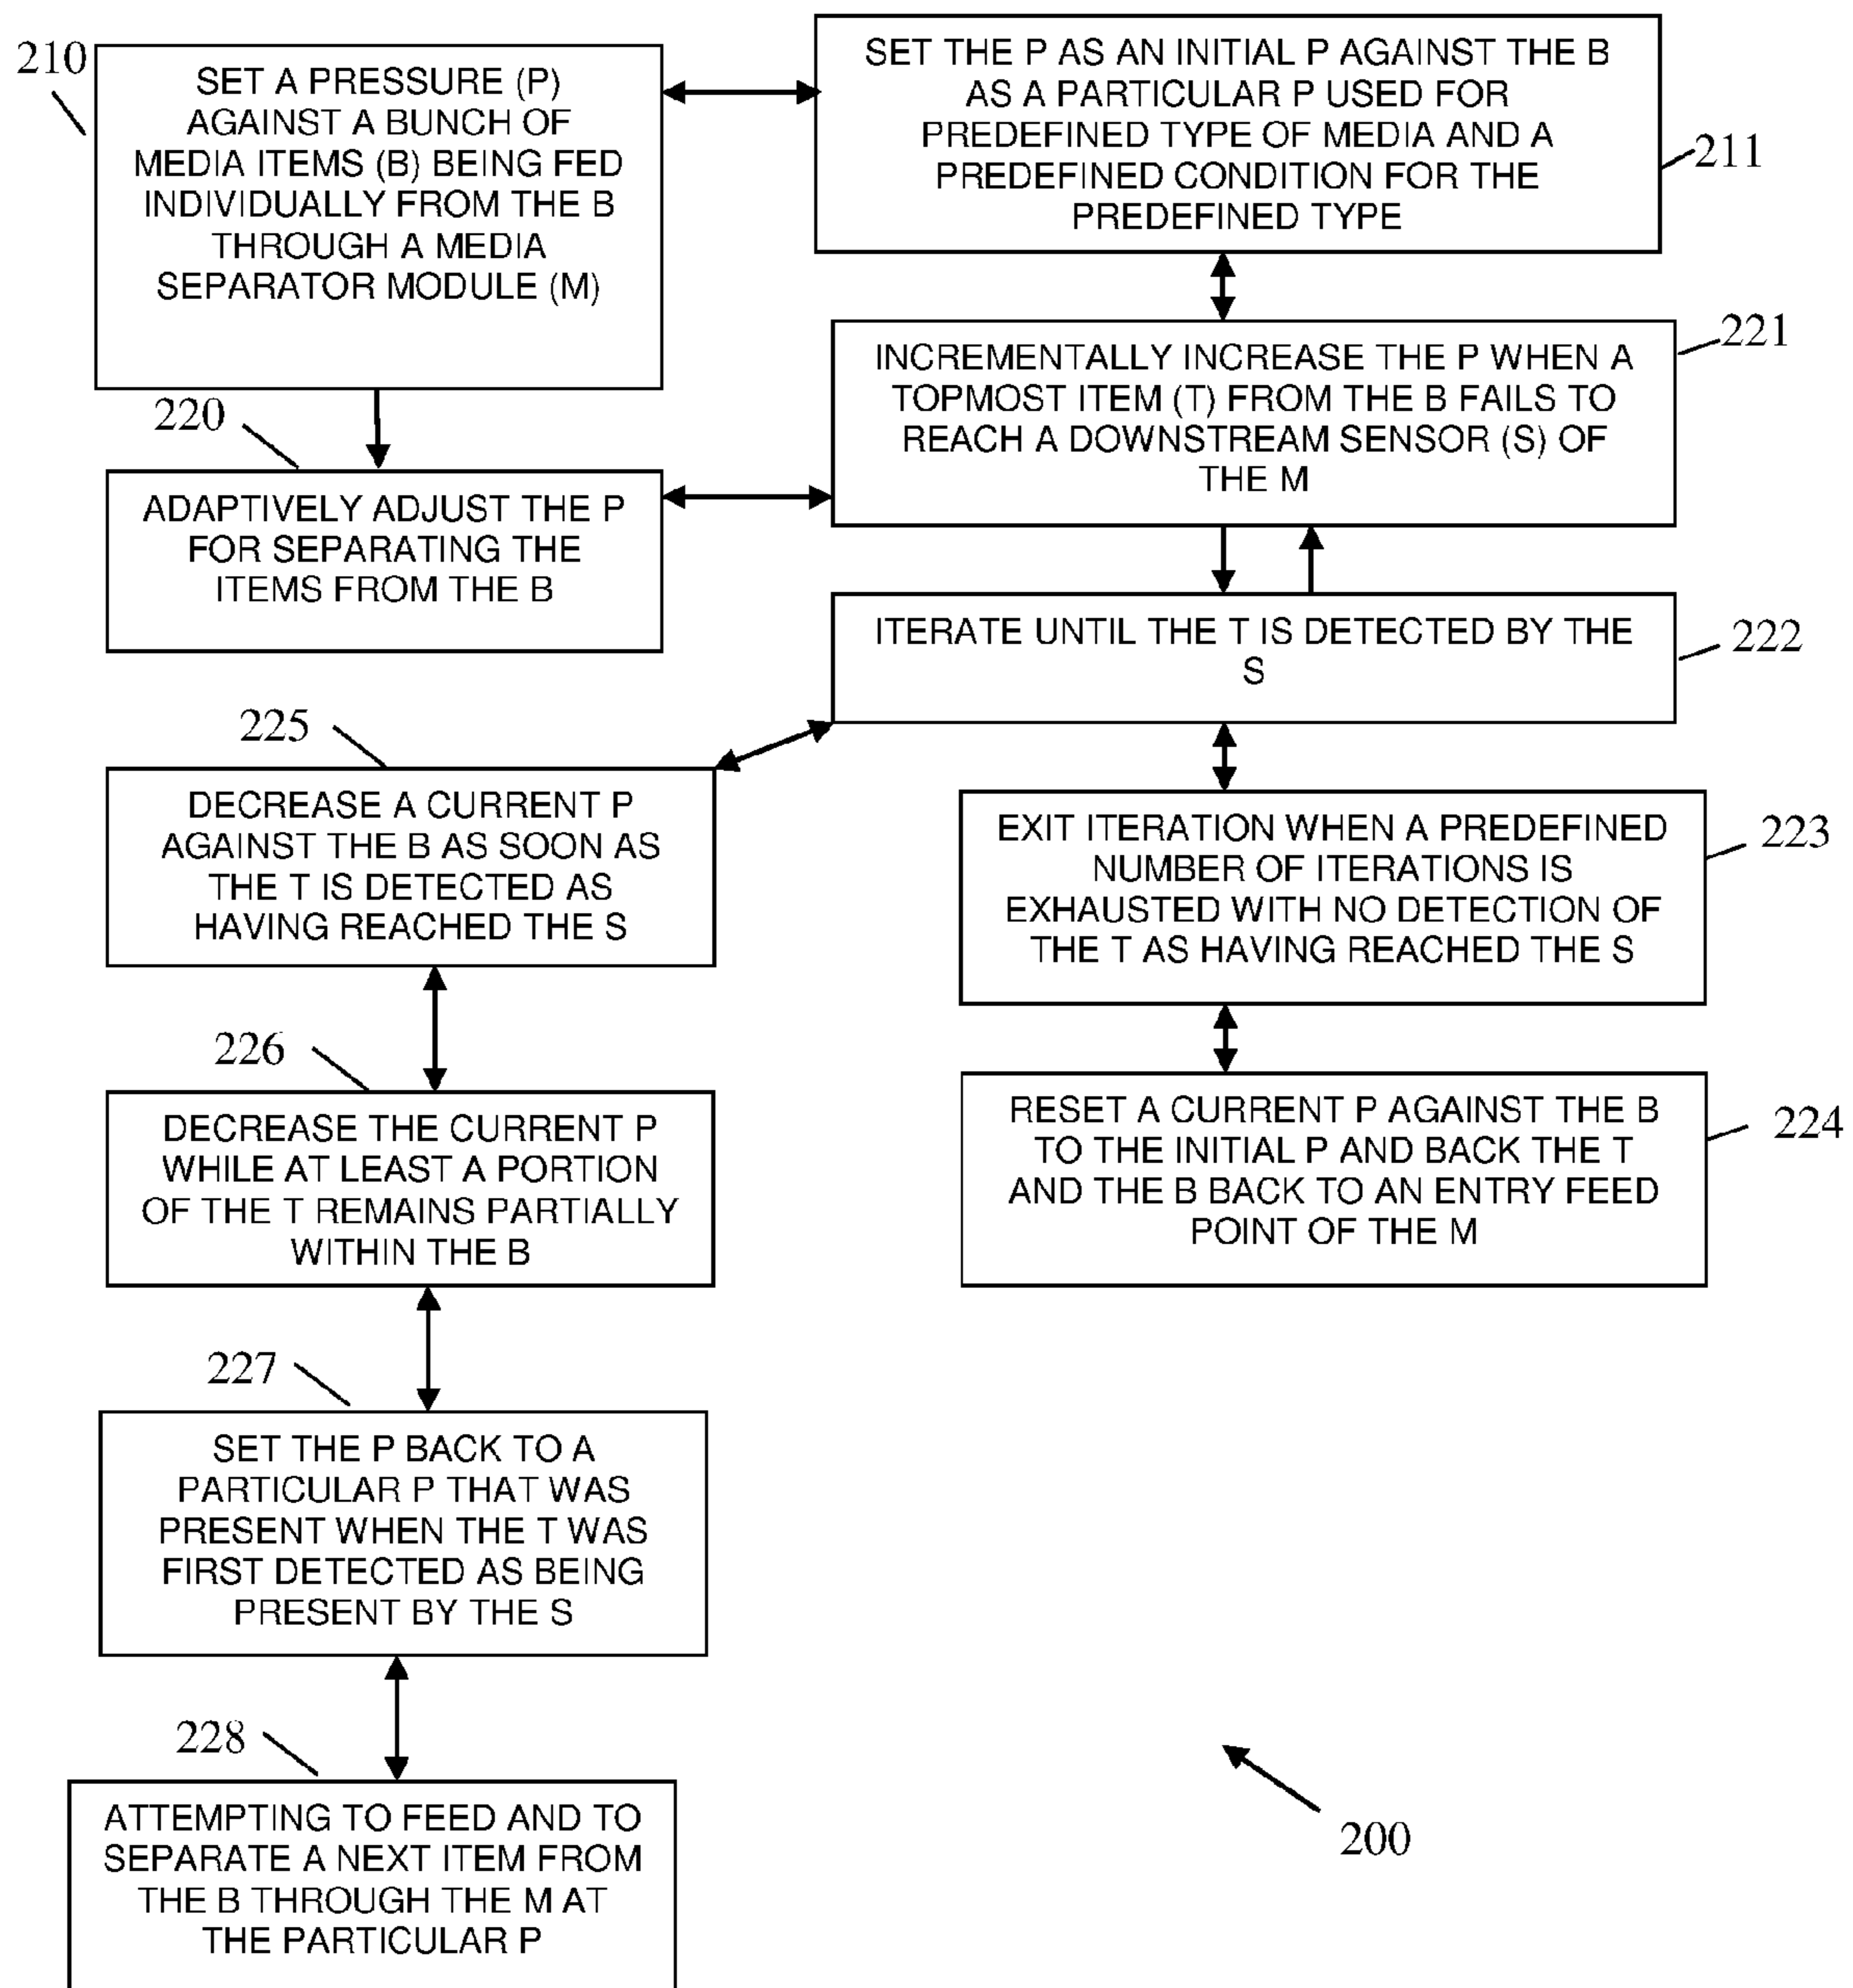 210
SET A PRESSURE (P)
AGAINST A BUNCH OF
MEDIA ITEMS (B) BEING FED
INDIVIDUALLY FROM THE B
THROUGH A MEDIA
SEPARATOR MODULE (M)
SET THE P AS AN INITIAL P AGAINST THE B
AS A PARTICULAR P USED FOR
PREDEFINED TYPE OF MEDIA AND A
PREDEFINED CONDITION FOR THE
PREDEFINED TYPE
211
220
ADAPTIVELY ADJUST THE P
FOR SEPARATING THE
ITEMS FROM THE B
INCREMENTALLY INCREASE THE P WHEN A
TOPMOST ITEM (T) FROM THE B FAILS TO
REACH A DOWNSTREAM SENSOR (S) OF
THE M
221
ITERATE UNTIL THE T IS DETECTED BY THE
S
222
225
DECREASE A CURRENT P
AGAINST THE B AS SOON AS
THE T IS DETECTED AS
HAVING REACHED THE S
EXIT ITERATION WHEN A PREDEFINED
NUMBER OF ITERATIONS IS
EXHAUSTED WITH NO DETECTION OF
THE T AS HAVING REACHED THE S
223
226
DECREASE THE CURRENT P
WHILE AT LEAST A PORTION
OF THE T REMAINS PARTIALLY
WITHIN THE B
RESET A CURRENT P AGAINST THE B
TO THE INITIAL P AND BACK THE T
AND THE B BACK TO AN ENTRY FEED
POINT OF THE M
224
227
SET THE P BACK TO A
PARTICULAR P THAT WAS
PRESENT WHEN THE T WAS
FIRST DETECTED AS BEING
PRESENT BY THE S
228
ATTEMPTING TO FEED AND TO
SEPARATE A NEXT ITEM FROM
THE B THROUGH THE M AT
THE PARTICULAR P
200